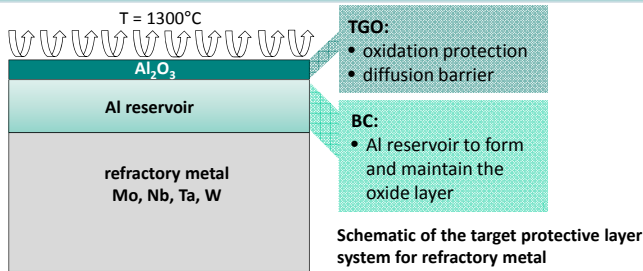 T = 1300°C
Al₂O₃
Al reservoir
refractory metal
Mo, Nb, Ta, W
TGO:
• oxidation protection
• diffusion barrier
BC:
• Al reservoir to form
and maintain the
oxide layer
Schematic of the target protective layer
system for refractory metal